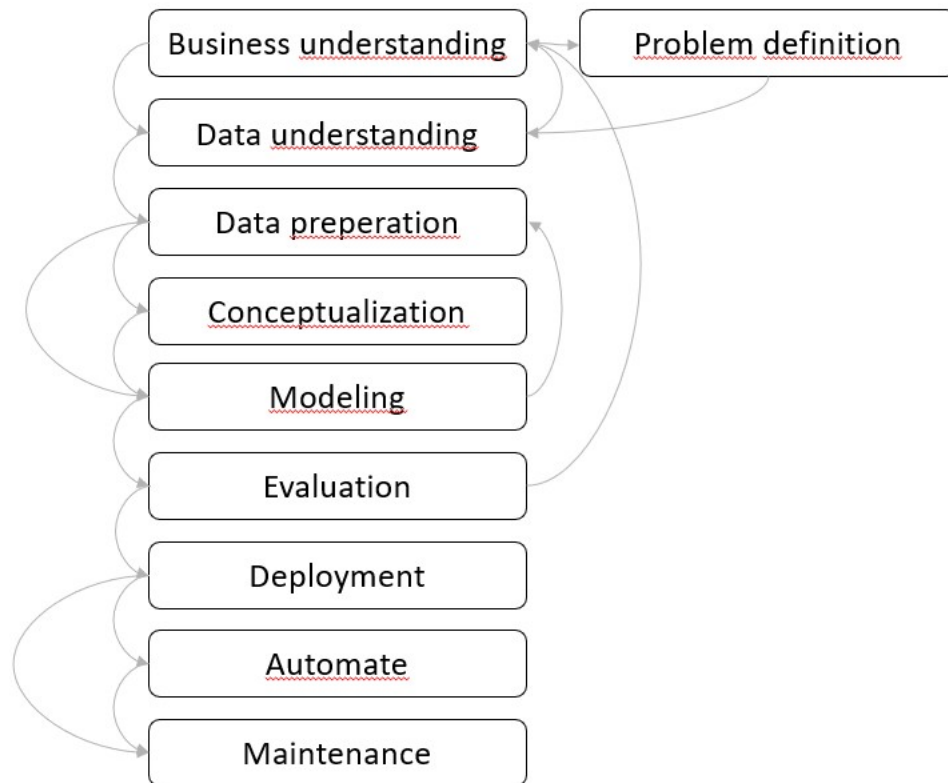 Business understanding
Problem definition
Data understanding
Data preperation
Conceptualization
Modeling
Evaluation
Deployment
Automate
Maintenance